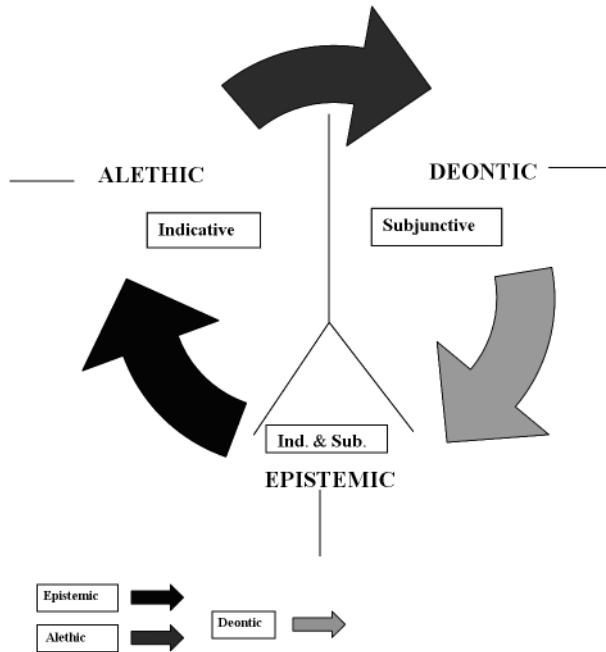 ALETHIC
DEONTIC
Indicative
Subjunctive
Ind. & Sub.
EPISTEMIC
Epistemic
Deontic
Alethic